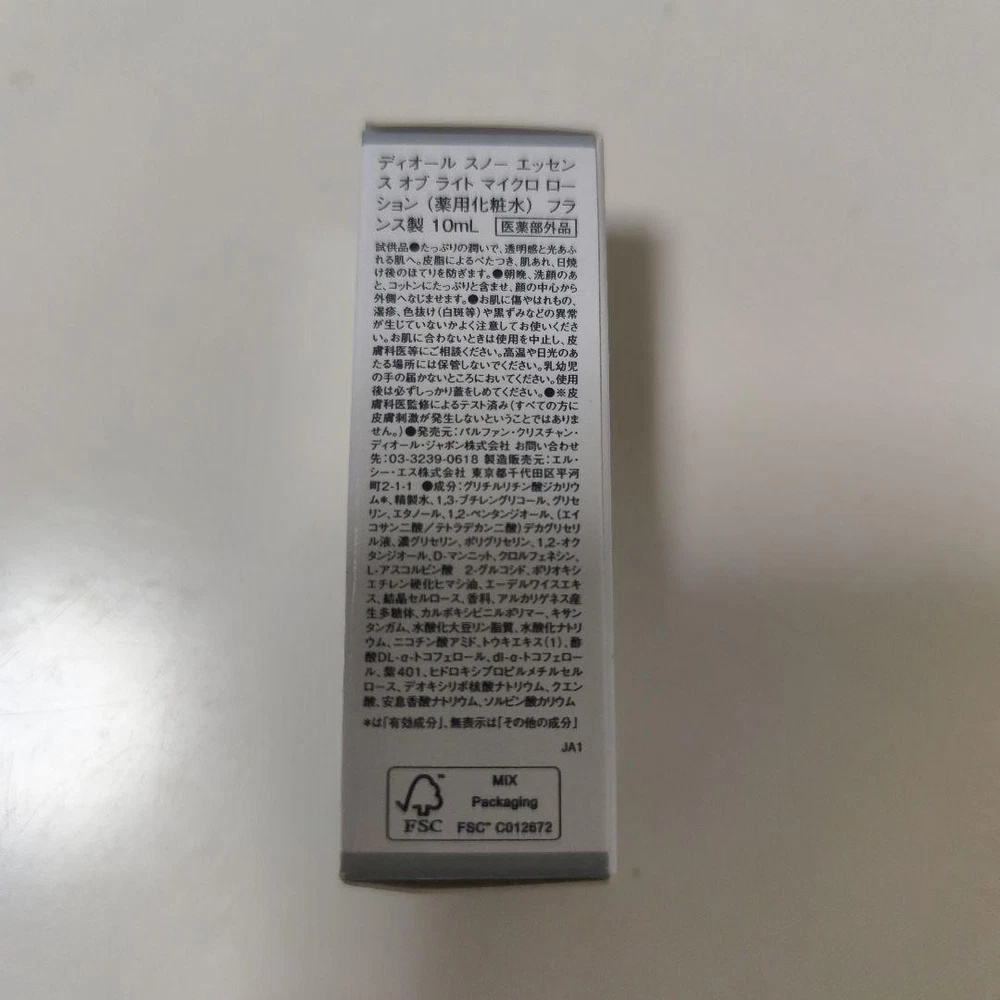 ディオール スノー エッセン
ス オブ ライト マイクロ ロー
ション（薬用化粧水） フラ
ンス製 10mL 医薬部外品
試供品●たっぷりの潤いで、透明感と光あふ
れる肌へ。皮脂によるべたつき、肌あれ、日焼
け後のほてりを防ぎます。●朝晩、洗顔のあ
と、コットンにたっぷりと含ませ、顔の中心から
外側へなじませます。●お肌に傷やはれもの、
湿疹、色抜け（白斑等）や黒ずみなどの異常
が生じていないかよく注意してお使いくださ
い。お肌に合わないときは使用を中止し、皮
膚科医等にご相談ください。高温や日光のあ
たる場所には保管しないでください。乳幼児
の手の届かないところにおいてください。使用
後は必ずしっかり蓋をしめてください。●※皮
膚科医監修によるテスト済み（すべての方に
皮膚刺激が発生しないということではありま
せん。）●発売元：パルファン・クリスチャン・
ディオール・ジャポン株式会社 お問い合わせ
先：03-3239-0618 製造販売元：エル・
シー・エス株式会社 東京都千代田区平河
町2-1-1 ●成分：グリチルリチン酸ジカリウ
ム*、精製水、1,3-ブチレングリコール、グリセ
リン、エタノール、1,2-ペンタンジオール、（エイ
コサン二酸／テトラデカン二酸）デカグリセリ
ル液、濃グリセリン、ポリグリセリン、1,2-オク
タンジオール、D-マンニット、クロルフェネシン、
L-アスコルビン酸 2-グルコシド、ポリオキシ
エチレン硬化ヒマシ油、エーデルワイスエキ
ス、結晶セルロース、香料、アルカリゲネス産
生多糖体、カルボキシビニルポリマー、キサン
タンガム、水酸化大豆リン脂質、水酸化ナトリ
ウム、ニコチン酸アミド、トウキエキス（1）、酢
酸DL-α-トコフェロール、dl-α-トコフェロー
ル、紫401、ヒドロキシプロピルメチルセル
ロース、デオキシリボ核酸ナトリウム、クエン
酸、安息香酸ナトリウム、ソルビン酸カリウム
*は「有効成分」、無表示は「その他の成分」
JA1
MIX
Packaging
FSC FSC™ C012672